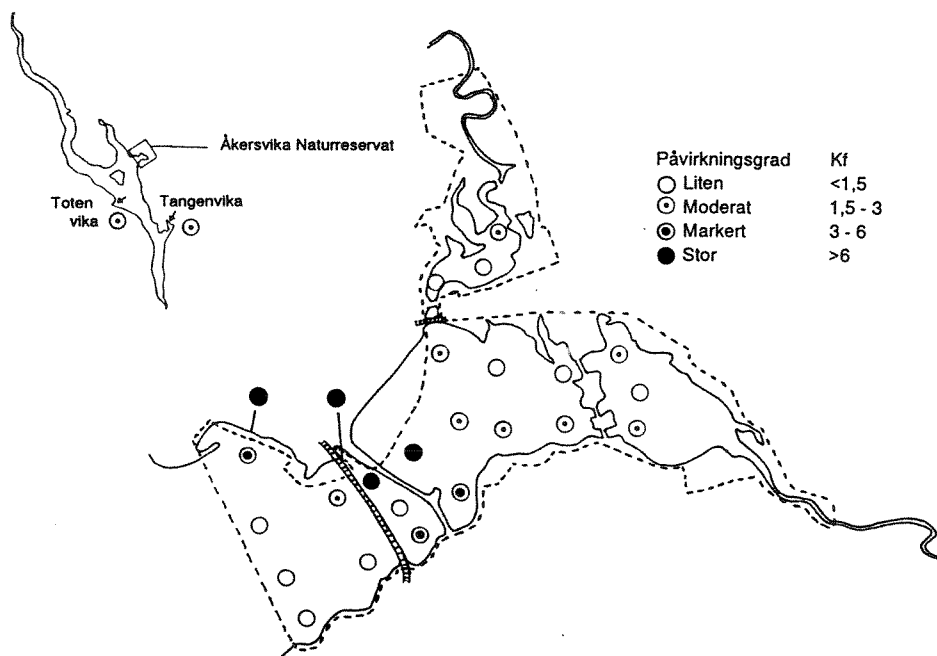 Åkersvika Naturreservat
Toten
vika
Tangenvika
Påvirkningsgrad Kf
Liten <1,5
Moderat 1,5 - 3
Markert 3 - 6
Stor >6